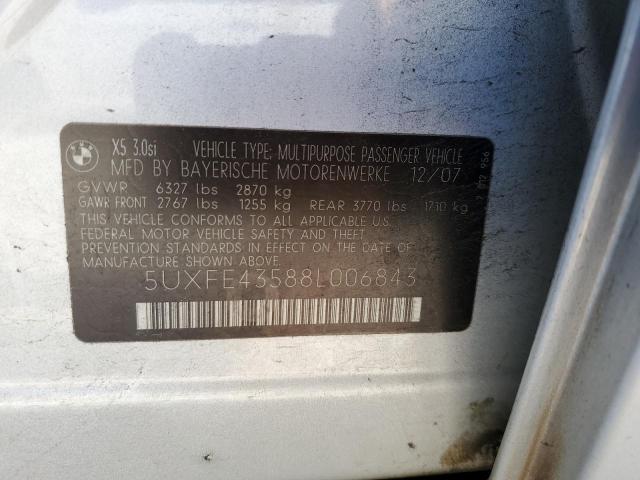 BMW
X5 3.0si VEHICLE TYPE: MULTIPURPOSE PASSENGER VEHICLE
MFD BY BAYERISCHE MOTORENWERKE 12/07
GVWR 6327 lbs 2870 kg
GAWR FRONT 2767 lbs 1255 kg REAR 3770 lbs 1710 kg
THIS VEHICLE CONFORMS TO ALL APPLICABLE U.S.
FEDERAL MOTOR VEHICLE SAFETY AND THEFT
PREVENTION STANDARDS IN EFFECT ON THE DATE OF
MANUFACTURE SHOWN ABOVE.
5UXFE43588L006843